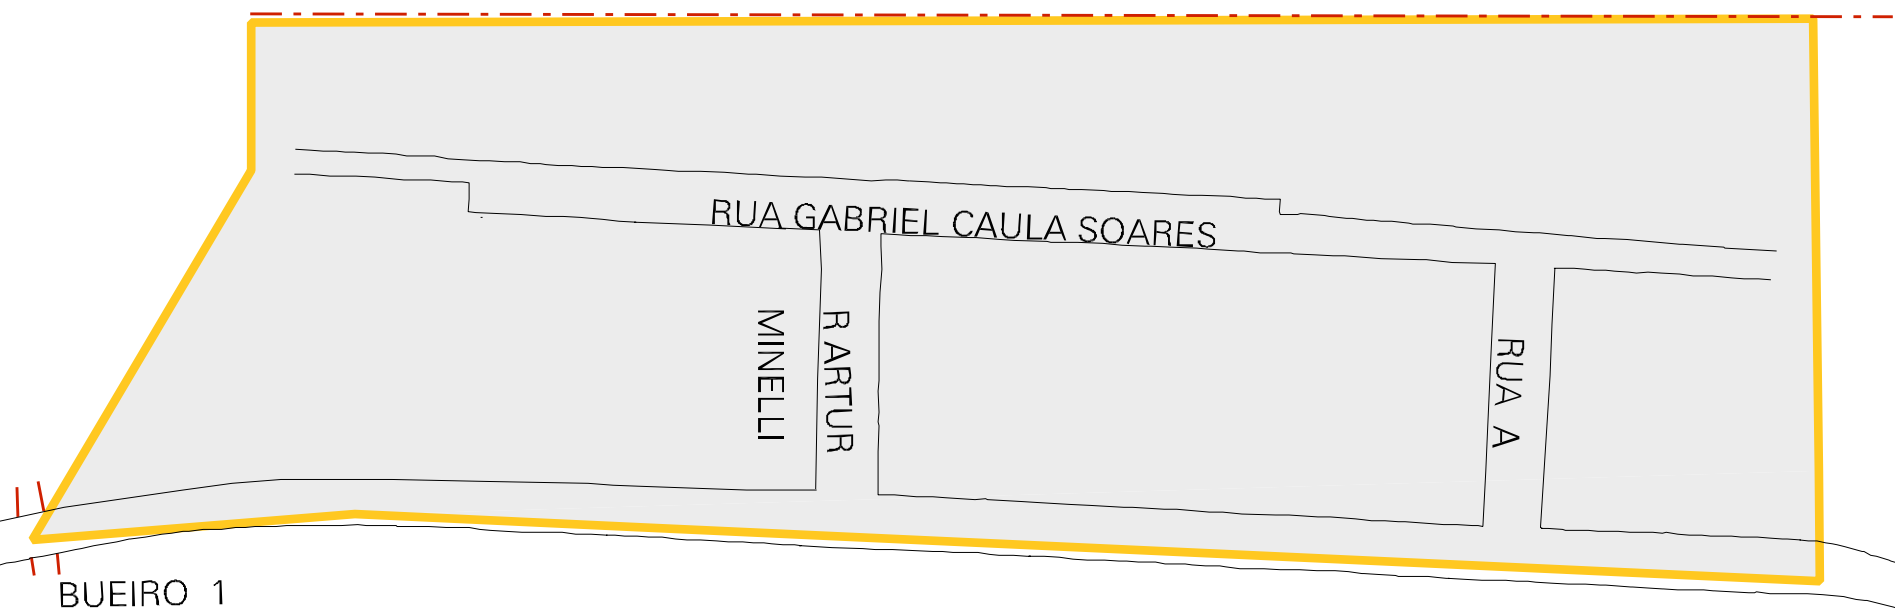 RUA GABRIEL CAULA SOARES
R ARTUR
MINELLI
RUA A
BUEIRO 1